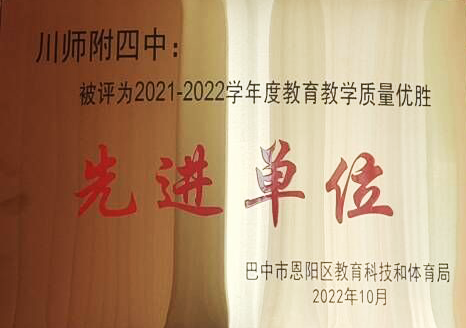 川师附四中：
被评为2021-2022学年度教育教学质量优胜
先进单位
巴中市恩阳区教育科技和体育局
2022年10月